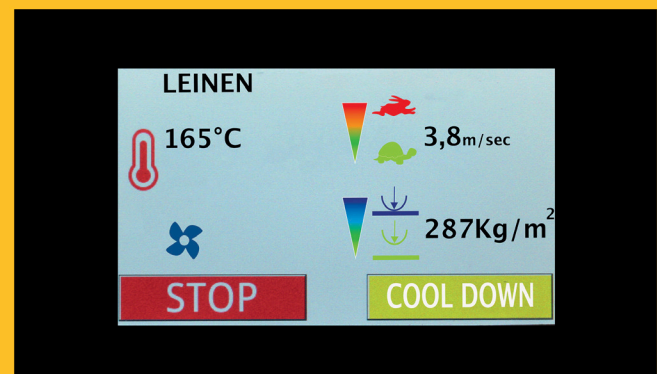 LEINEN
165°C
3,8m/sec
287Kg/m²
STOP
COOL DOWN